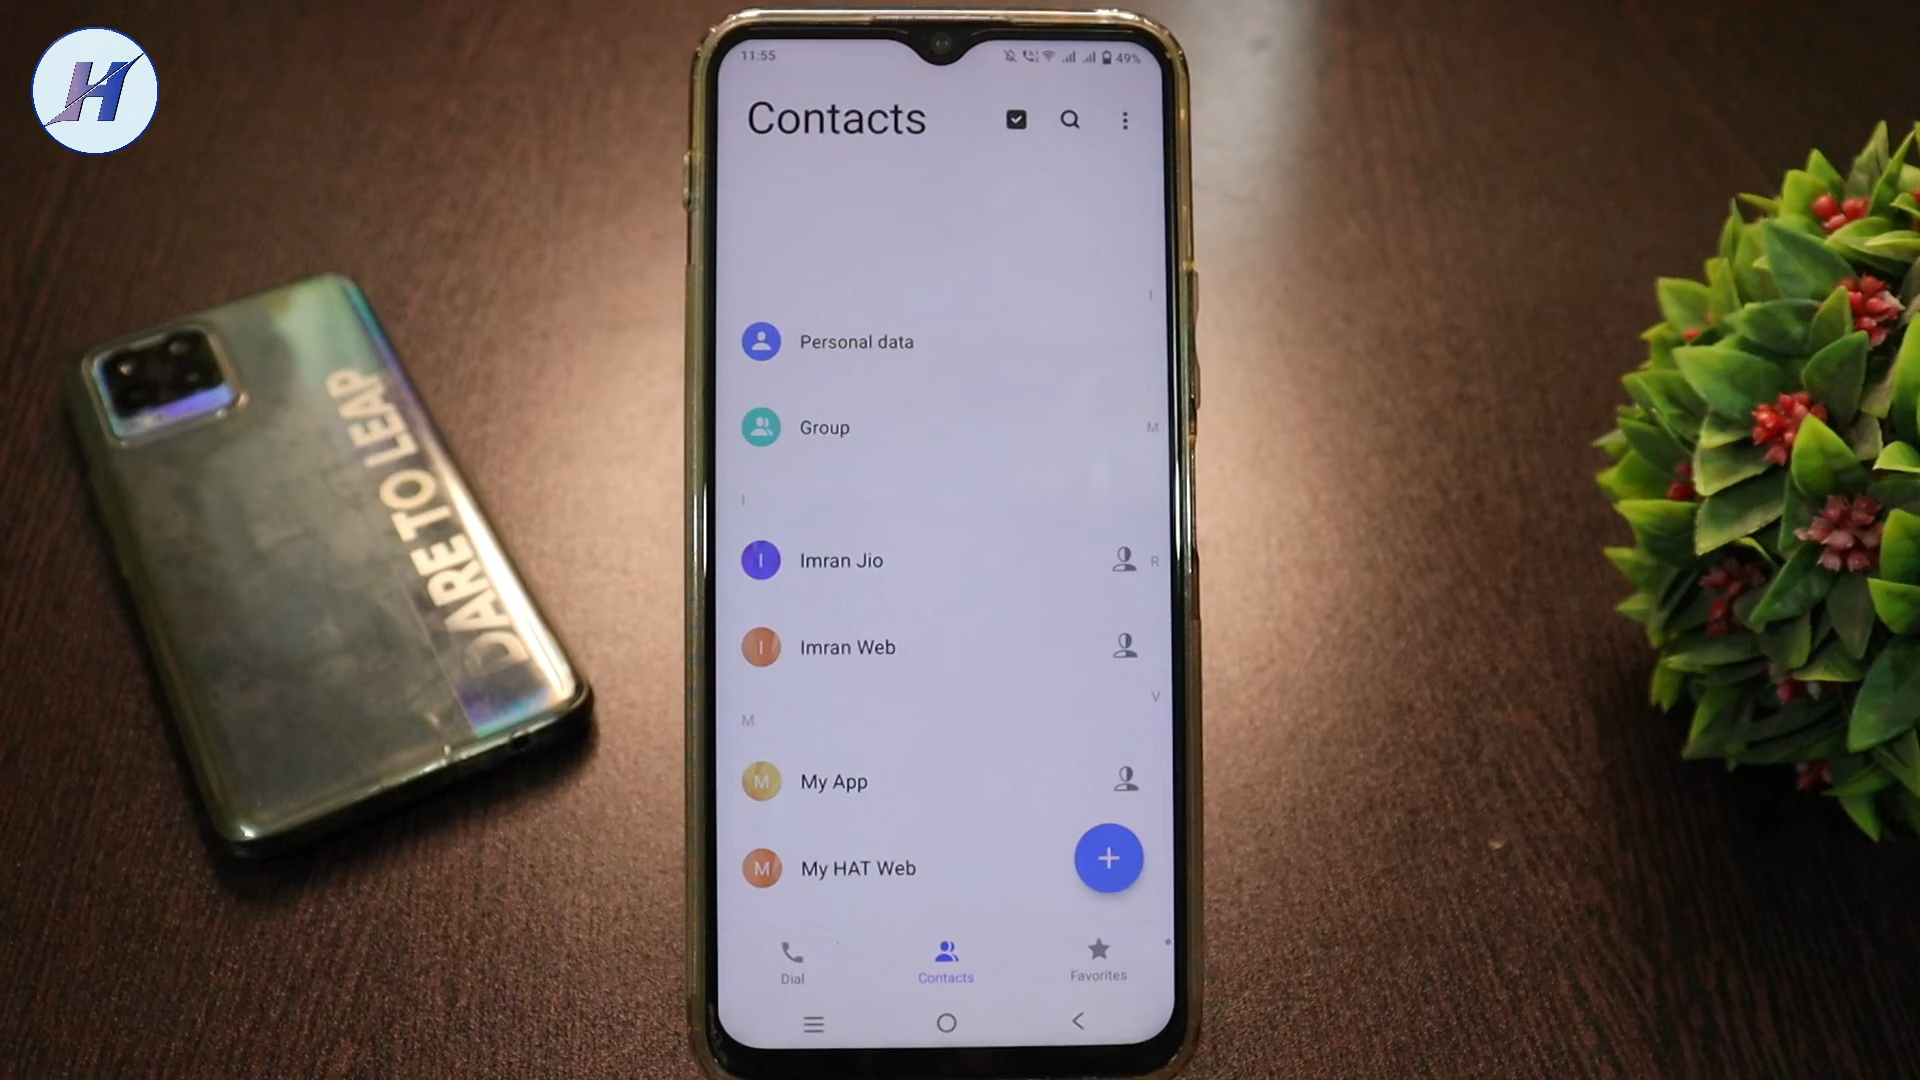 H
11:55
49%
Contacts
I
Personal data
Group
M
I
I
Imran Jio
R
I
Imran Web
V
M
M
My App
M
My HAT Web
Dial
Contacts
Favorites
DARE TO LEAP